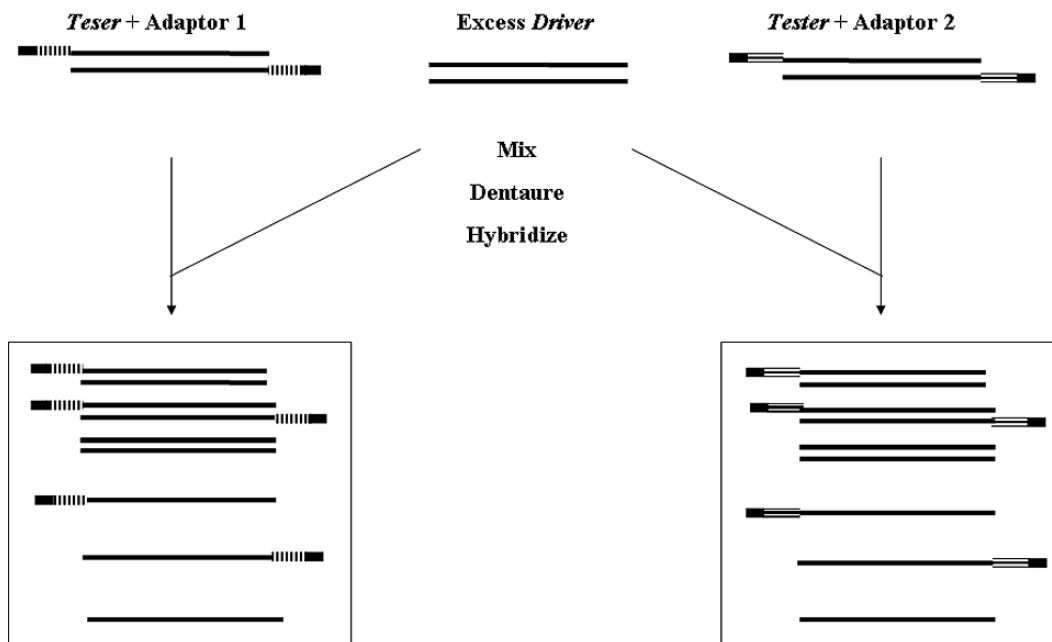 Teser + Adaptor 1
Excess Driver
Tester + Adaptor 2
Mix
Dentaure
Hybridize